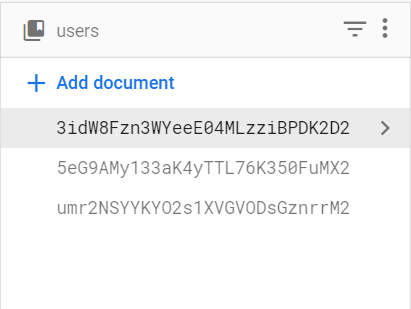 users
Add document
3idW8Fzn3WYeeE04MLzziBPDK2D2
5eG9AMy133aK4yTTL76K350FuMX2
umr2NSYYKYO2s1XVGVODsGznrrM2